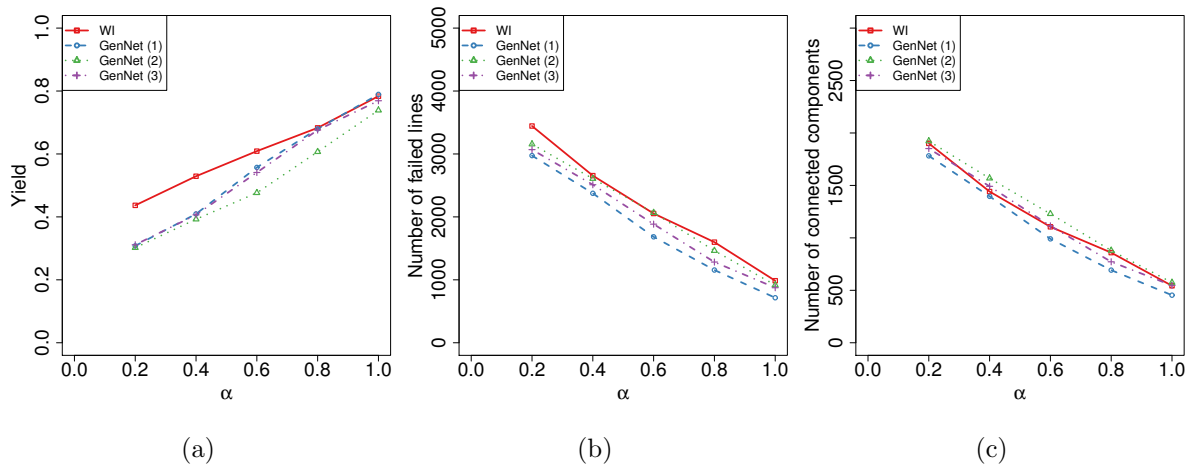 WI
GenNet (1)
GenNet (2)
GenNet (3)
Yield
0.0 0.2 0.4 0.6 0.8 1.0
0.0 0.2 0.4 0.6 0.8 1.0
α
(a)
WI
GenNet (1)
GenNet (2)
GenNet (3)
Number of failed lines
0 1000 2000 3000 4000 5000
0.0 0.2 0.4 0.6 0.8 1.0
α
(b)
WI
GenNet (1)
GenNet (2)
GenNet (3)
Number of connected components
0 500 1500 2500
0.0 0.2 0.4 0.6 0.8 1.0
α
(c)